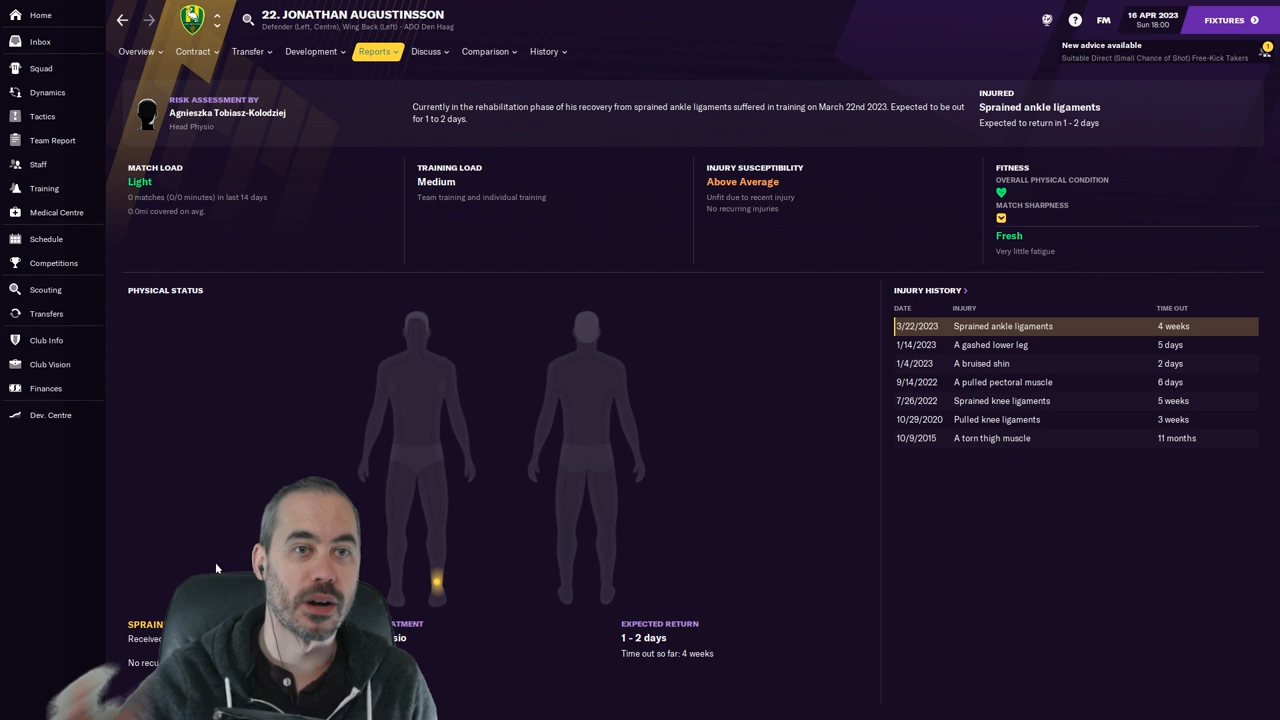 Home
Inbox
Squad
Dynamics
Tactics
Team Report
Staff
Training
Medical Centre
Schedule
Competitions
Scouting
Transfers
Club Info
Club Vision
Finances
Dev. Centre
22. JONATHAN AUGUSTINSSON
Defender (Left, Centre), Wing Back (Left) - ADO Den Haag
FM
16 APR 2023
Sun 18:00
FIXTURES
Overview
Contract
Transfer
Development
Reports
Discuss
Comparison
History
New advice available
Suitable Direct (Small Chance of Shot) Free-Kick Takers
1
RISK ASSESSMENT BY
Agnieszka Tobiasz-Kolodziej
Head Physio
Currently in the rehabilitation phase of his recovery from sprained ankle ligaments suffered in training on March 22nd 2023. Expected to be out
for 1 to 2 days.
INJURED
Sprained ankle ligaments
Expected to return in 1 - 2 days
MATCH LOAD
Light
0 matches (0/0 minutes) in last 14 days
0.0mi covered on avg.
TRAINING LOAD
Medium
Team training and individual training
INJURY SUSCEPTIBILITY
Above Average
Unfit due to recent injury
No recurring injuries
FITNESS
OVERALL PHYSICAL CONDITION
MATCH SHARPNESS
Fresh
Very little fatigue
PHYSICAL STATUS
INJURY HISTORY
DATE INJURY TIME OUT
3/22/2023 Sprained ankle ligaments 4 weeks
1/14/2023 A gashed lower leg 5 days
1/4/2023 A bruised shin 2 days
9/14/2022 A pulled pectoral muscle 6 days
7/26/2022 Sprained knee ligaments 5 weeks
10/29/2020 Pulled knee ligaments 3 weeks
10/9/2015 A torn thigh muscle 11 months
SPRAIN
Received
No recu
ATMENT
sio
EXPECTED RETURN
1 - 2 days
Time out so far: 4 weeks